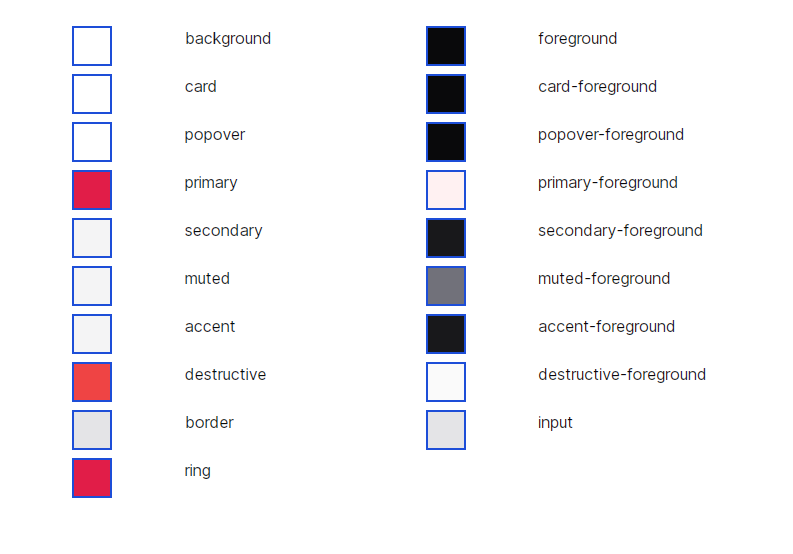 background
foreground
card
card-foreground
popover
popover-foreground
primary
primary-foreground
secondary
secondary-foreground
muted
muted-foreground
accent
accent-foreground
destructive
destructive-foreground
border
input
ring